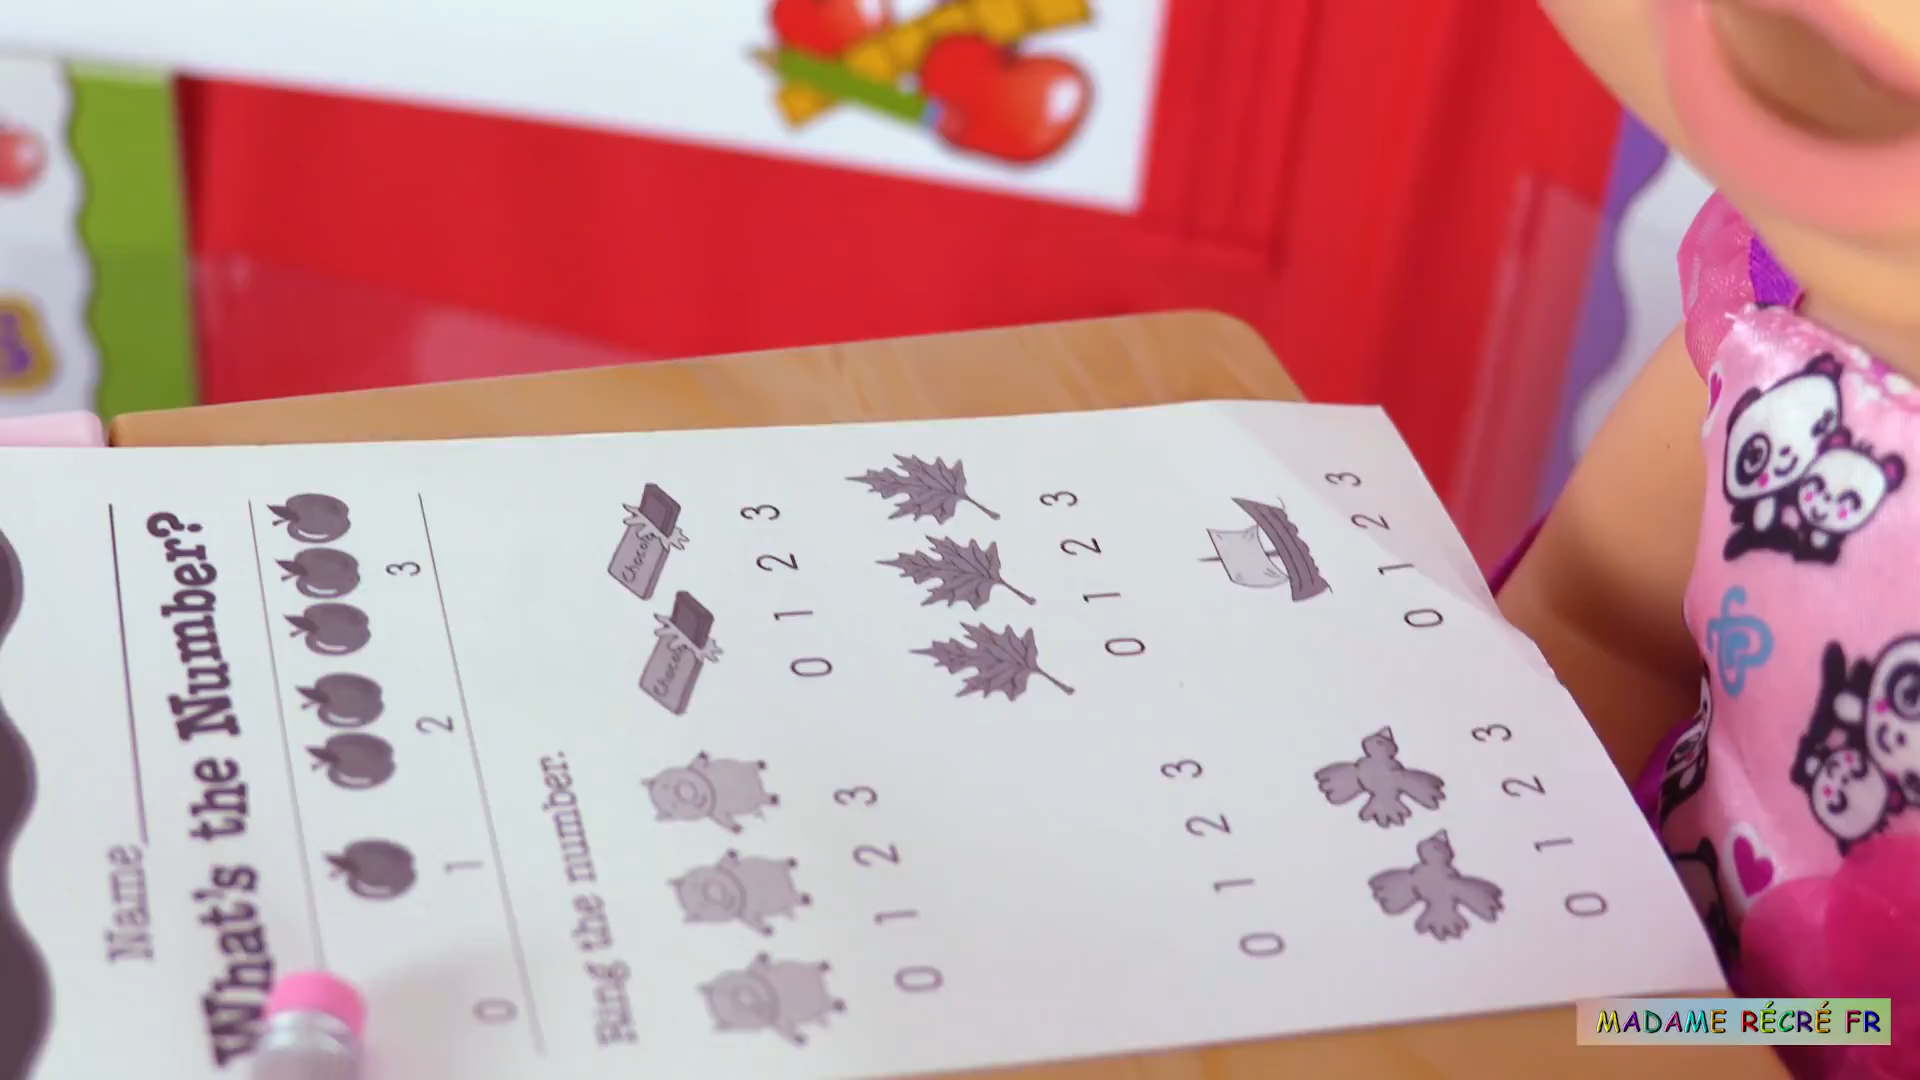 Name
What's the Number?
0 1 2 3
Ring the number.
0 1 2 3
Chocola
Chocola
0 1 2 3
0 1 2 3
0 1 2 3
0 1 2 3
0 1 2 3
MADAME RÉCRÉ FR